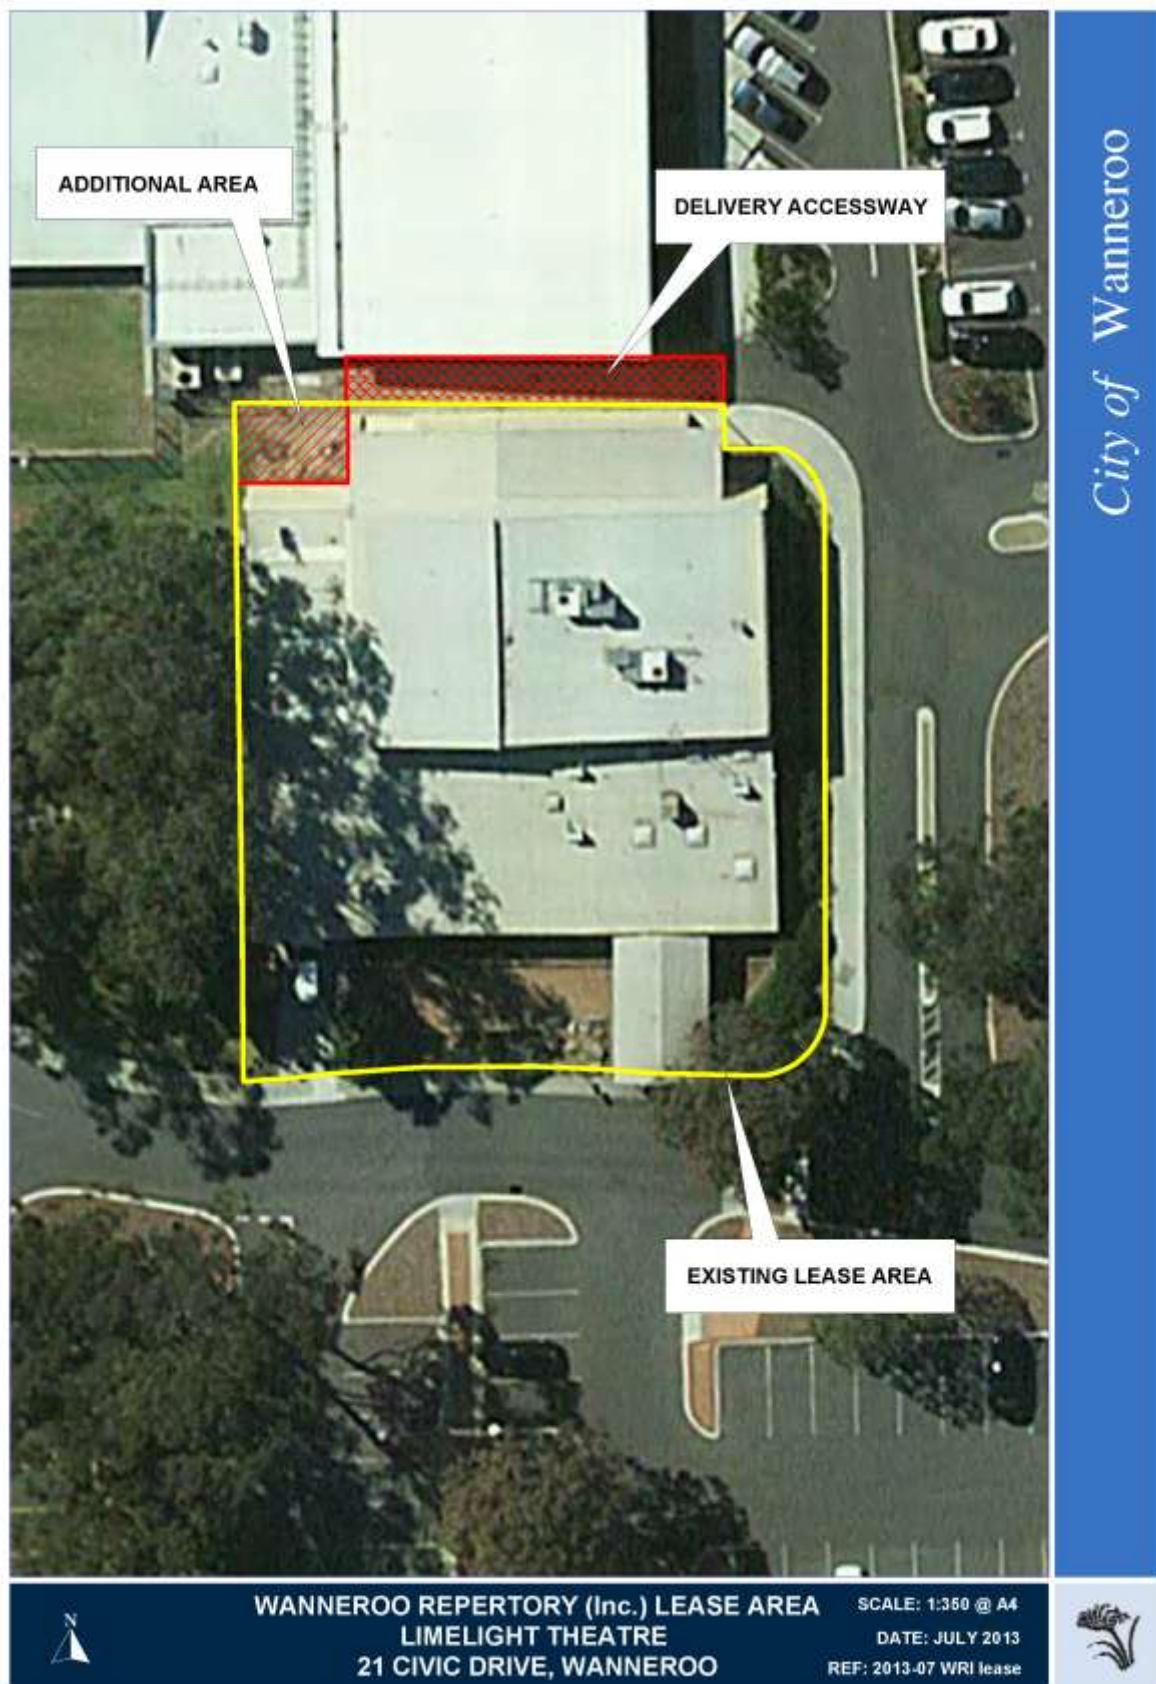 ADDITIONAL AREA
DELIVERY ACCESSWAY
City of Wanneroo
EXISTING LEASE AREA
N
WANNEROO REPERTORY (Inc.) LEASE AREA
LIMELIGHT THEATRE
21 CIVIC DRIVE, WANNEROO
SCALE: 1:350 @ A4
DATE: JULY 2013
REF: 2013-07 WRI lease